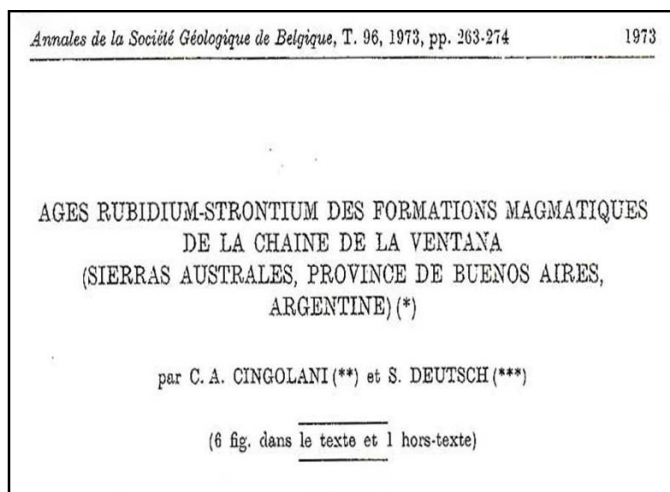 Annales de la Société Géologique de Belgique, T. 96, 1973, pp. 263-274 1973
AGES RUBIDIUM-STRONTIUM DES FORMATIONS MAGMATIQUES
DE LA CHAINE DE LA VENTANA
(SIERRAS AUSTRALES, PROVINCE DE BUENOS AIRES,
ARGENTINE) (*)
par C. A. CINGOLANI (**) et S. DEUTSCH (***)
(6 fig. dans le texte et 1 hors-texte)